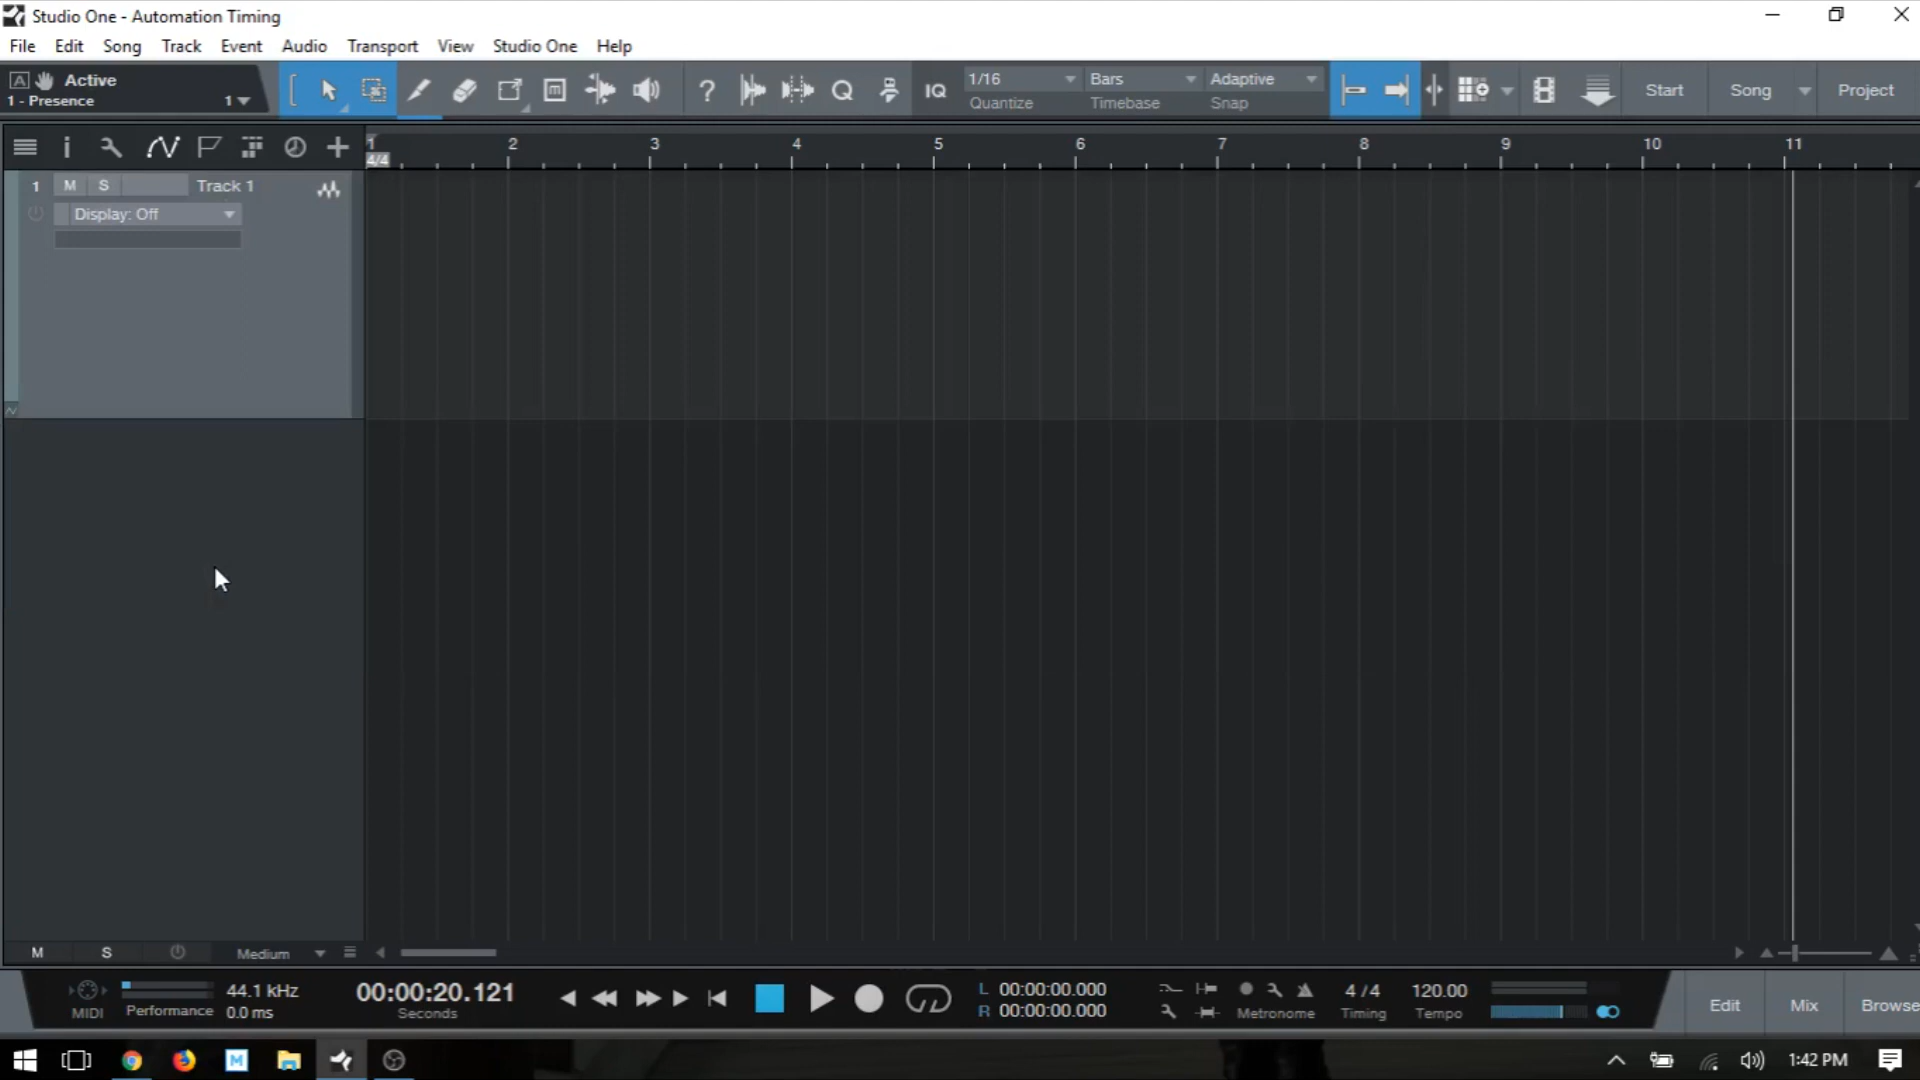 Studio One - Automation Timing
File Edit Song Track Event Audio Transport View Studio One Help
A Active
1 - Presence 1
? Q IQ
1/16 Bars Adaptive
Quantize Timebase Snap
Start Song Project
1 2 3 4 5 6 7 8 9 10 11
4/4
1 M S Track 1
Display: Off
M S Medium
MIDI
Performance
44.1 kHz
0.0 ms
00:00:20.121
Seconds
L 00:00:00.000
R 00:00:00.000
Metronome
4 / 4
Timing
120.00
Tempo
Edit Mix Browse
M
1:42 PM